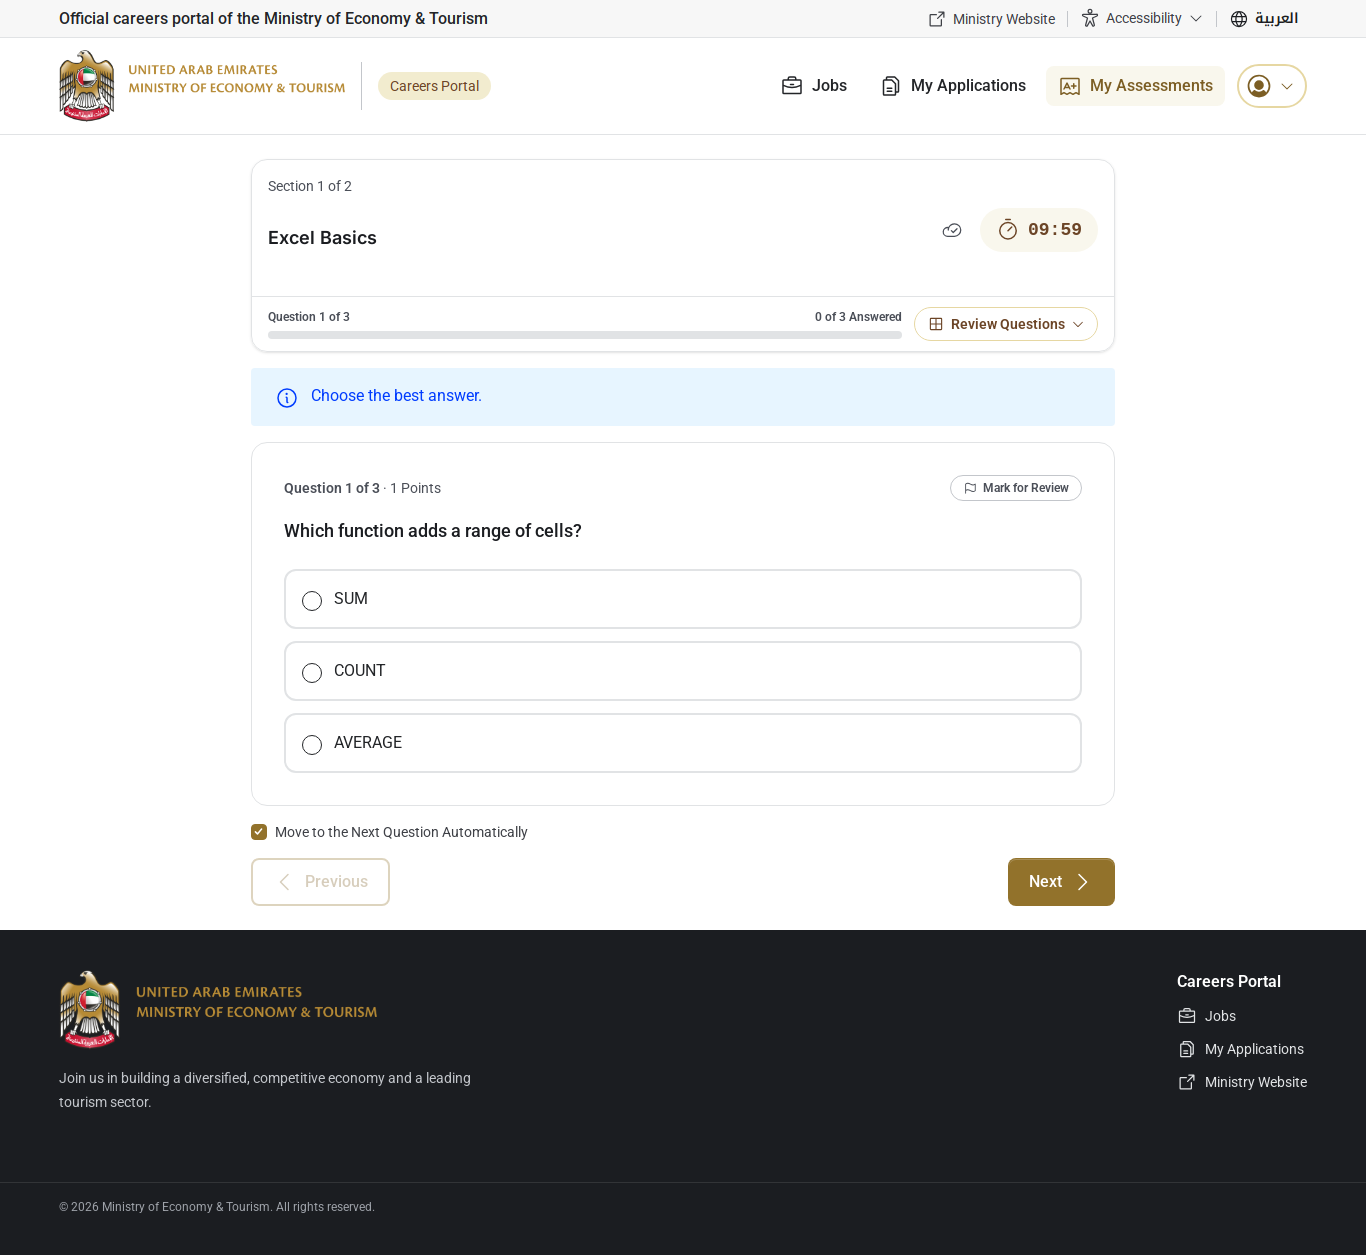 Official careers portal of the Ministry of Economy & Tourism
Ministry Website
Accessibility
العربية
UNITED ARAB EMIRATES
MINISTRY OF ECONOMY & TOURISM
Careers Portal
Jobs
My Applications
My Assessments
Section 1 of 2
Excel Basics
09:59
Question 1 of 3
0 of 3 Answered
Review Questions
Choose the best answer.
Question 1 of 3 · 1 Points
Mark for Review
Which function adds a range of cells?
SUM
COUNT
AVERAGE
Move to the Next Question Automatically
Previous
Next
UNITED ARAB EMIRATES
MINISTRY OF ECONOMY & TOURISM
Join us in building a diversified, competitive economy and a leading
tourism sector.
Careers Portal
Jobs
My Applications
Ministry Website
© 2026 Ministry of Economy & Tourism. All rights reserved.